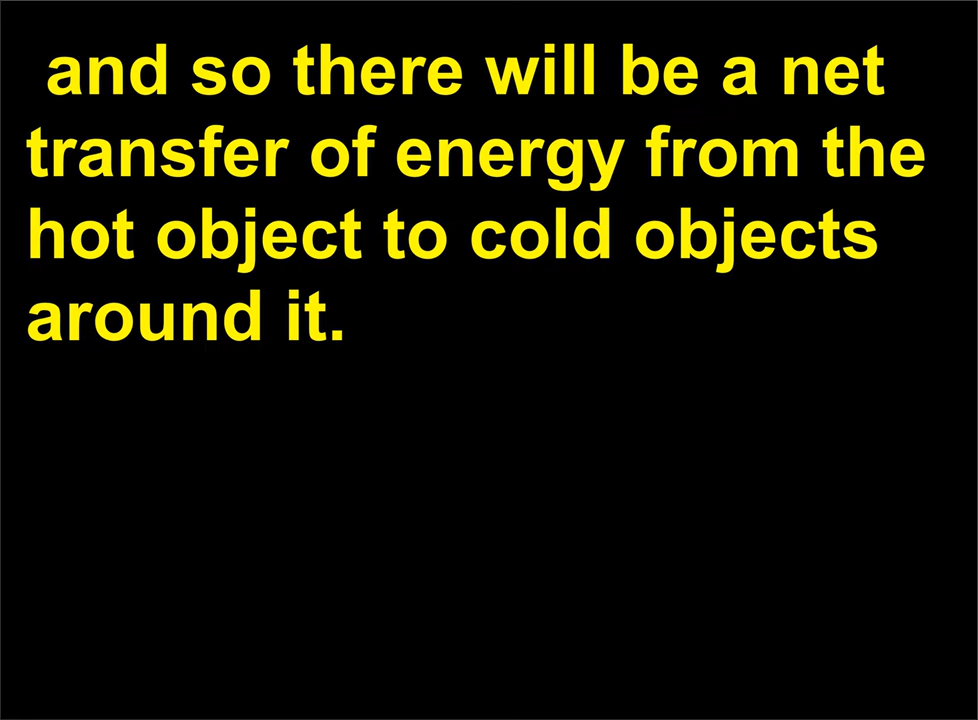 and so there will be a net
transfer of energy from the
hot object to cold objects
around it.